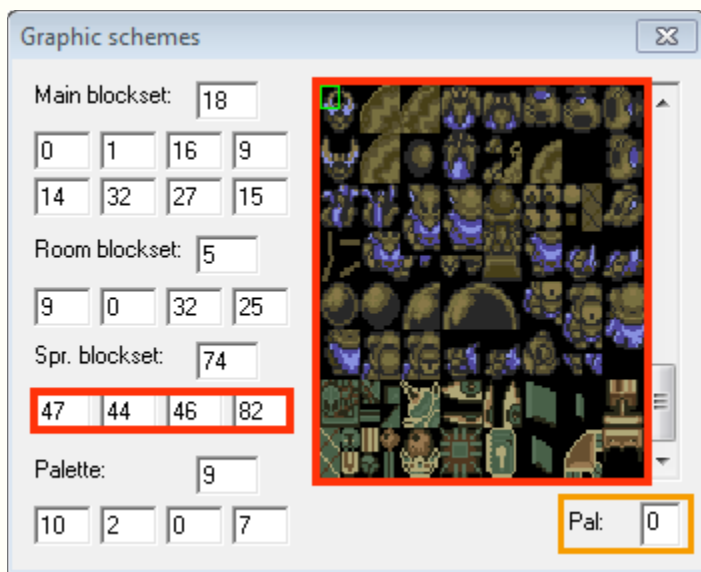 Graphic schemes
Main blockset: 18
0 1 16 9
14 32 27 15
Room blockset: 5
9 0 32 25
Spr. blockset: 74
47 44 46 82
Palette: 9
10 2 0 7
Pal: 0